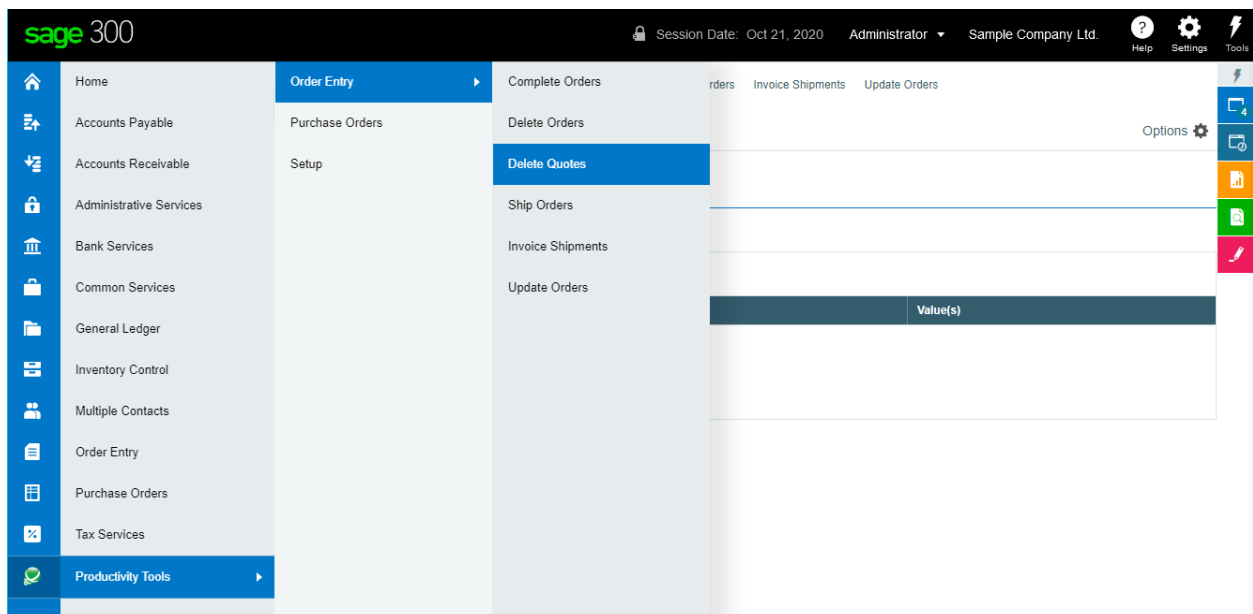 sage 300
Session Date: Oct 21, 2020 Administrator Sample Company Ltd. ? Help Settings Tools
Home
Accounts Payable
Accounts Receivable
Administrative Services
Bank Services
Common Services
General Ledger
Inventory Control
Multiple Contacts
Order Entry
Purchase Orders
Tax Services
Productivity Tools
Order Entry
Purchase Orders
Setup
Complete Orders
Delete Orders
Delete Quotes
Ship Orders
Invoice Shipments
Update Orders
rders Invoice Shipments Update Orders
Options
Value(s)
4